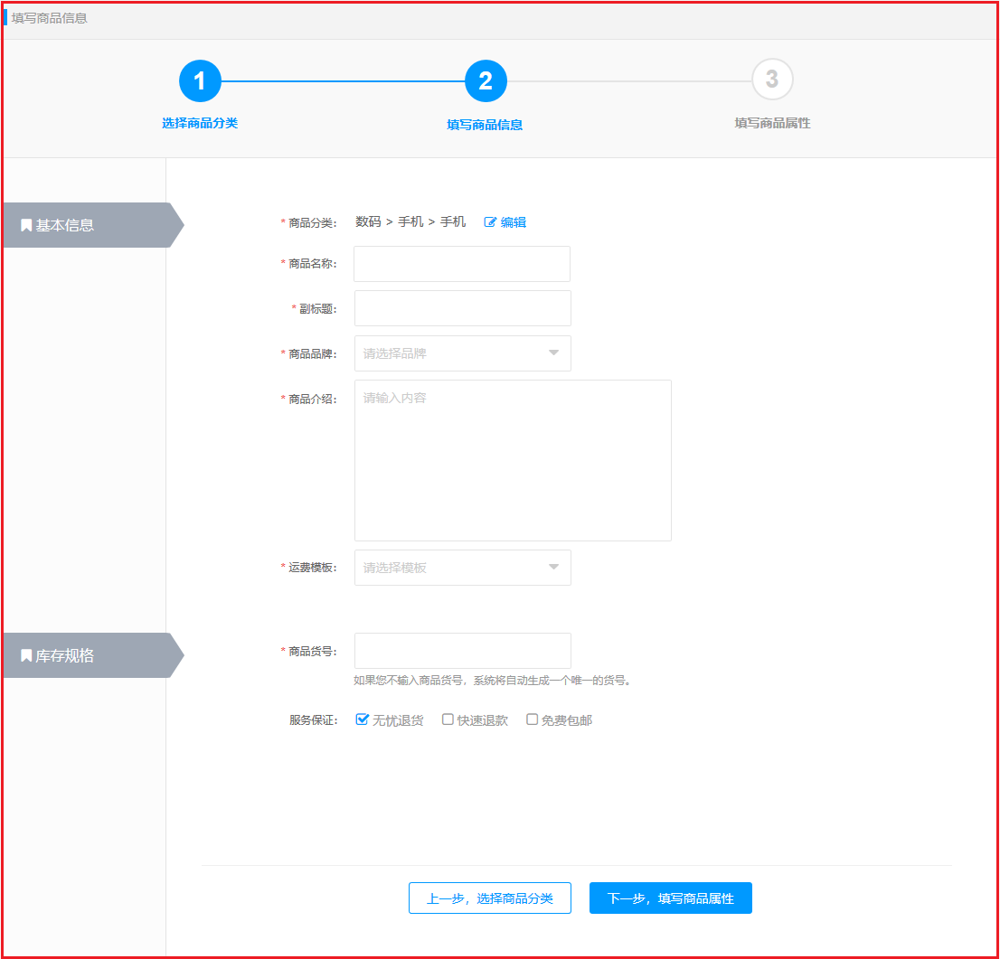 填写商品信息
1
2
3
选择商品分类
填写商品信息
填写商品属性
基本信息
* 商品分类: 数码 > 手机 > 手机 编辑
* 商品名称:
* 副标题:
* 商品品牌: 请选择品牌
* 商品介绍: 请输入内容
* 运费模板: 请选择模板
库存规格
* 商品货号:
如果您不输入商品货号，系统将自动生成一个唯一的货号。
服务保证: 无忧退货 快速退款 免费包邮
上一步，选择商品分类
下一步，填写商品属性